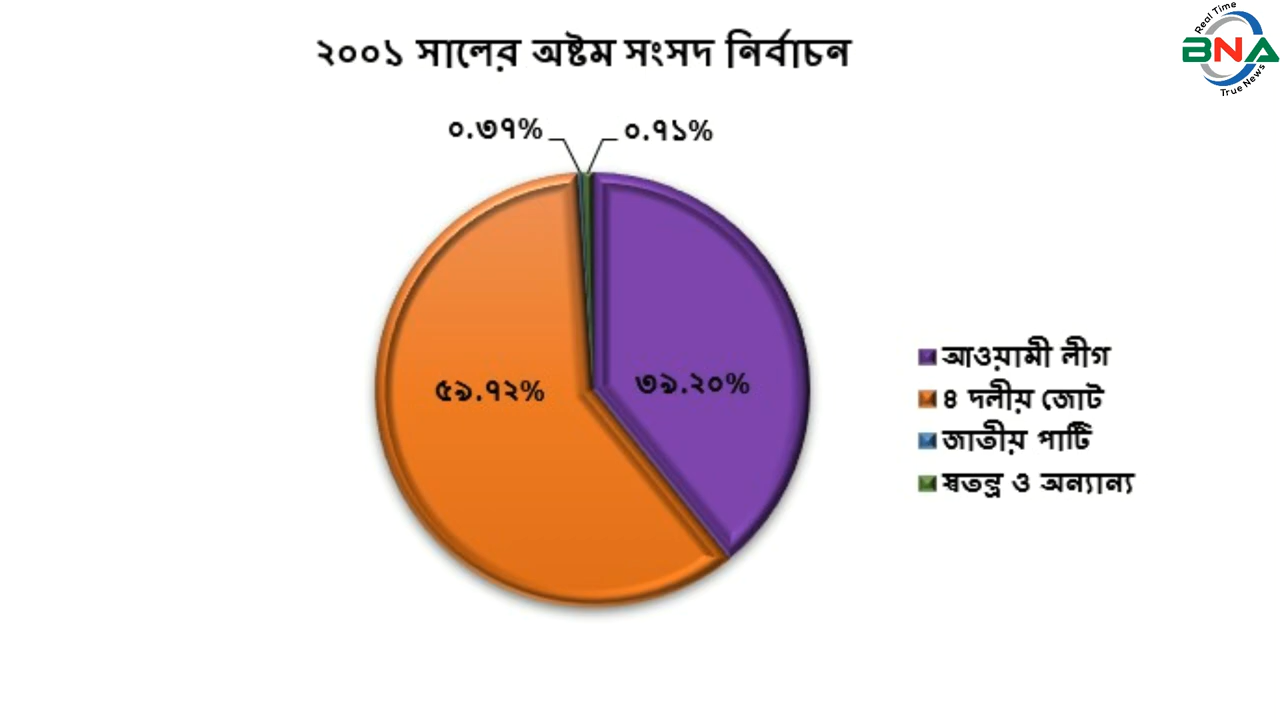 ২০০১ সালের অষ্টম সংসদ নির্বাচন
Real Time
BNA
True News
০.৩৭%
০.৭১%
৫৯.৭২%
৩৯.২০%
আওয়ামী লীগ
৪ দলীয় জোট
জাতীয় পার্টি
স্বতন্ত্র ও অন্যান্য